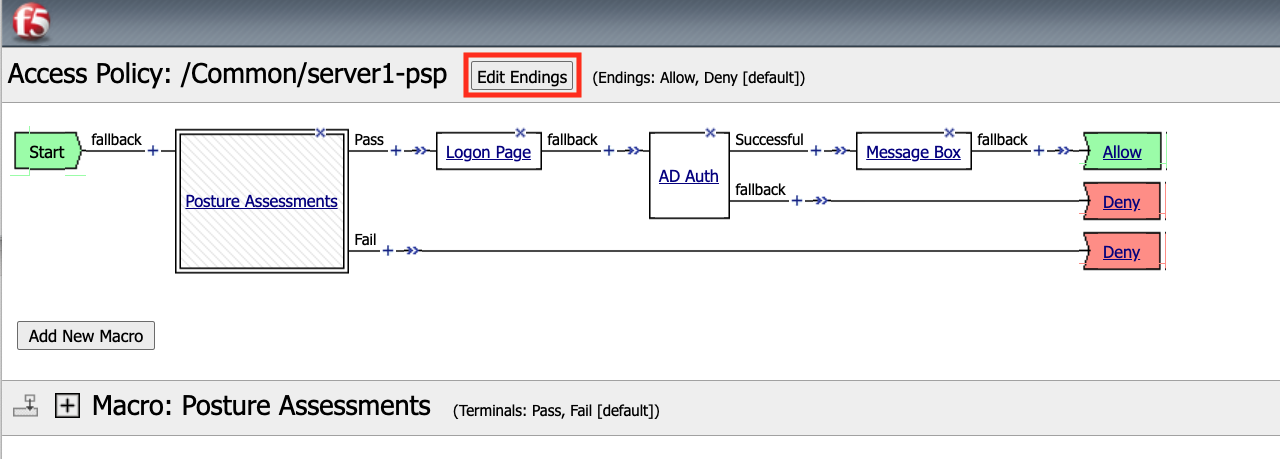 f5
Access Policy: /Common/server1-psp Edit Endings (Endings: Allow, Deny [default])
Start fallback + Posture Assessments Pass + Logon Page fallback + AD Auth Successful + Message Box fallback + Allow
fallback + Deny
Fail + Deny
Add New Macro
+ Macro: Posture Assessments (Terminals: Pass, Fail [default])